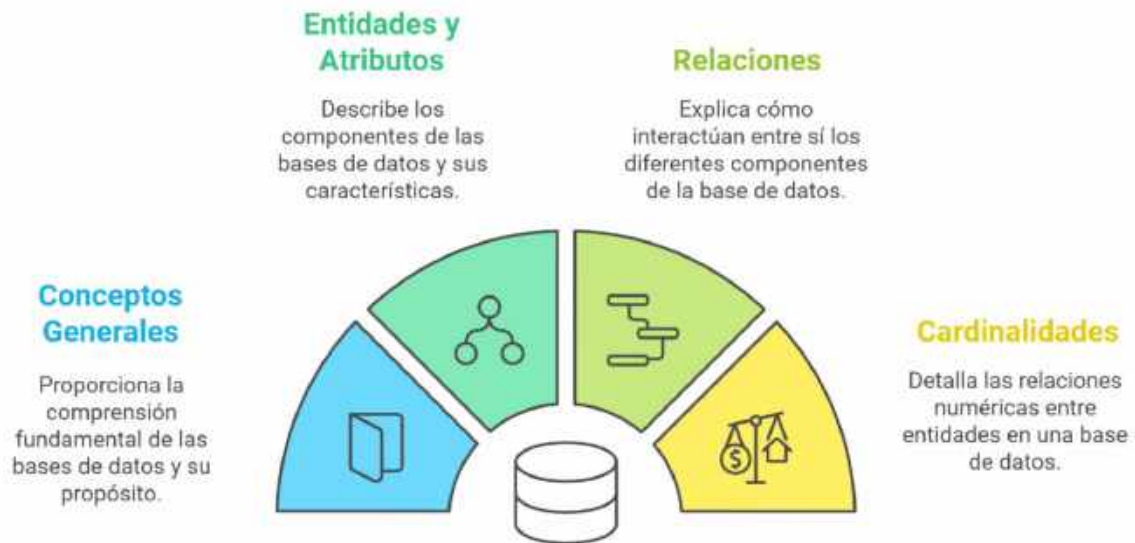 Entidades y
Atributos
Describe los
componentes de las
bases de datos y sus
características.
Relaciones
Explica cómo
interactúan entre sí los
diferentes componentes
de la base de datos.
Conceptos
Generales
Proporciona la
comprensión
fundamental de las
bases de datos y su
propósito.
Cardinalidades
Detalla las relaciones
numéricas entre
entidades en una base
de datos.
$